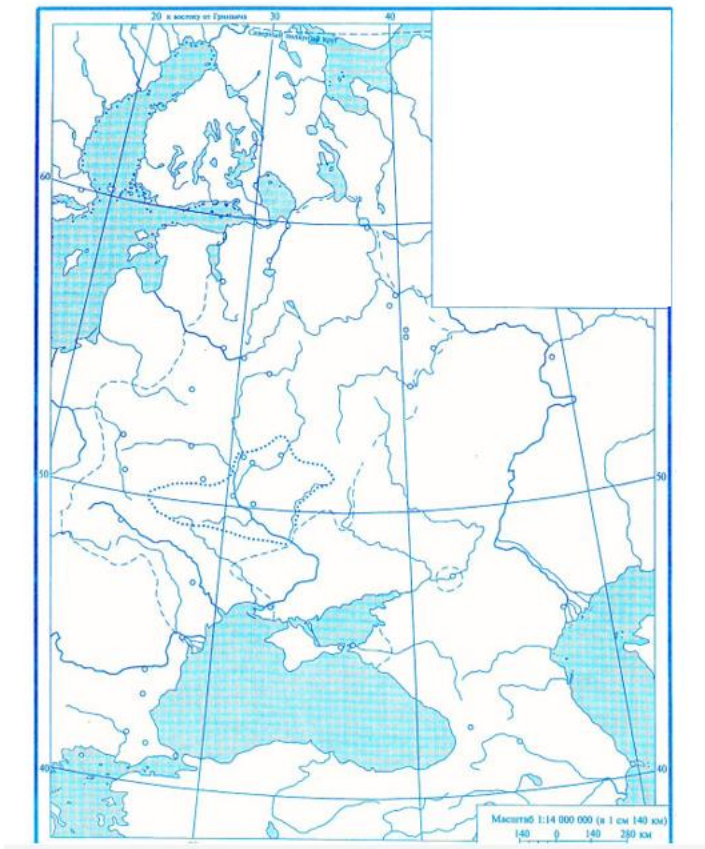 20 к востоку от Гринвича 30 40
Северный полярный круг
60
50 50
40 40
Масштаб 1:14 000 000 (в 1 см 140 км)
140 0 140 280 км